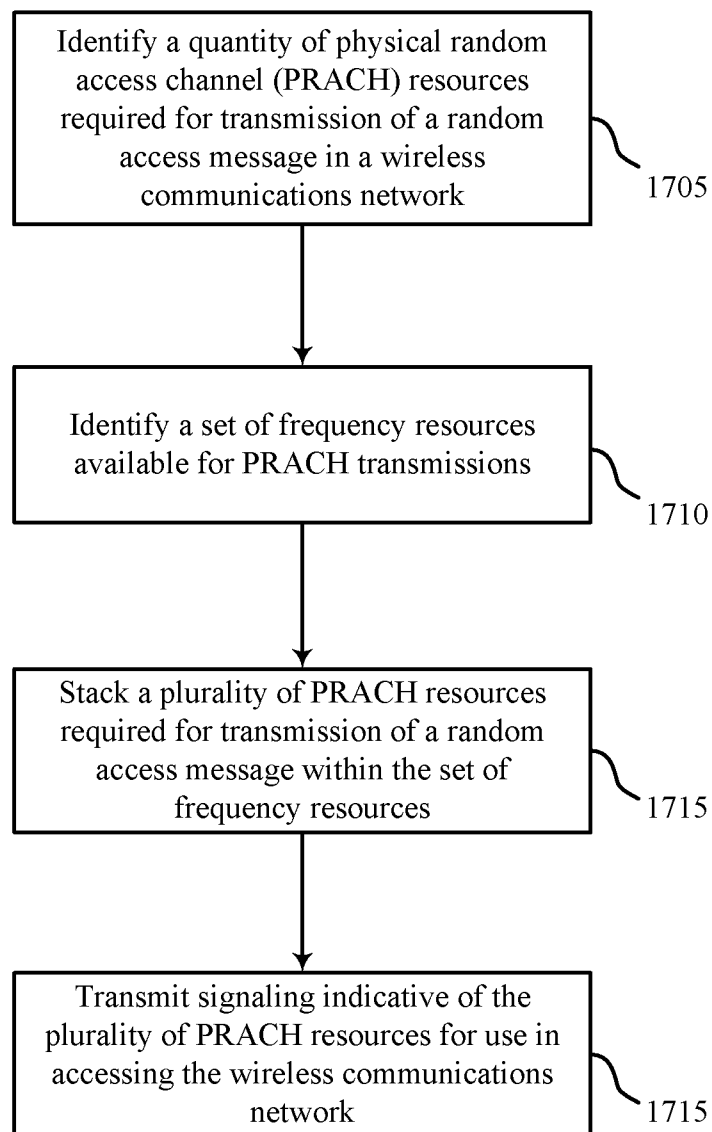 Identify a quantity of physical random
access channel (PRACH) resources
required for transmission of a random
access message in a wireless
communications network
1705
Identify a set of frequency resources
available for PRACH transmissions
1710
Stack a plurality of PRACH resources
required for transmission of a random
access message within the set of
frequency resources
1715
Transmit signaling indicative of the
plurality of PRACH resources for use in
accessing the wireless communications
network
1715